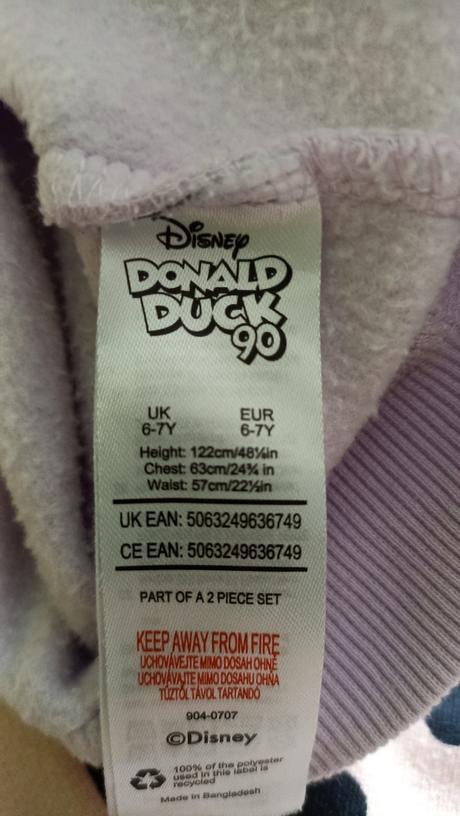 Disney
DONALD
DUCK
90
UK EUR
6-7Y 6-7Y
Height: 122cm/48⅛in
Chest: 63cm/24¾ in
Waist: 57cm/22½in
UK EAN: 5063249636749
CE EAN: 5063249636749
PART OF A 2 PIECE SET
KEEP AWAY FROM FIRE
UCHOVÁVEJTE MIMO DOSAH OHNĚ
UCHOVÁVAJTE MIMO DOSAHU OHŇA
TŰZTŐL TÁVOL TARTANDÓ
904-0707
©Disney
100% of the polyester
used in this label is
recycled
Made in Bangladesh